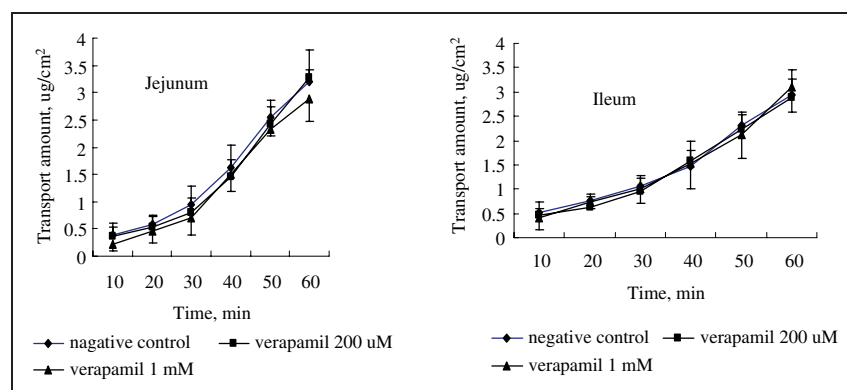 Jejunum
Transport amount, ug/cm²
4
3.5
3
2.5
2
1.5
1
0.5
0
10 20 30 40 50 60
Time, min
nagative control verapamil 200 uM
verapamil 1 mM
Ileum
Transport amount, ug/cm²
4
3.5
3
2.5
2
1.5
1
0.5
0
10 20 30 40 50 60
Time, min
negative control verapamil 200 uM
verapamil 1 mM